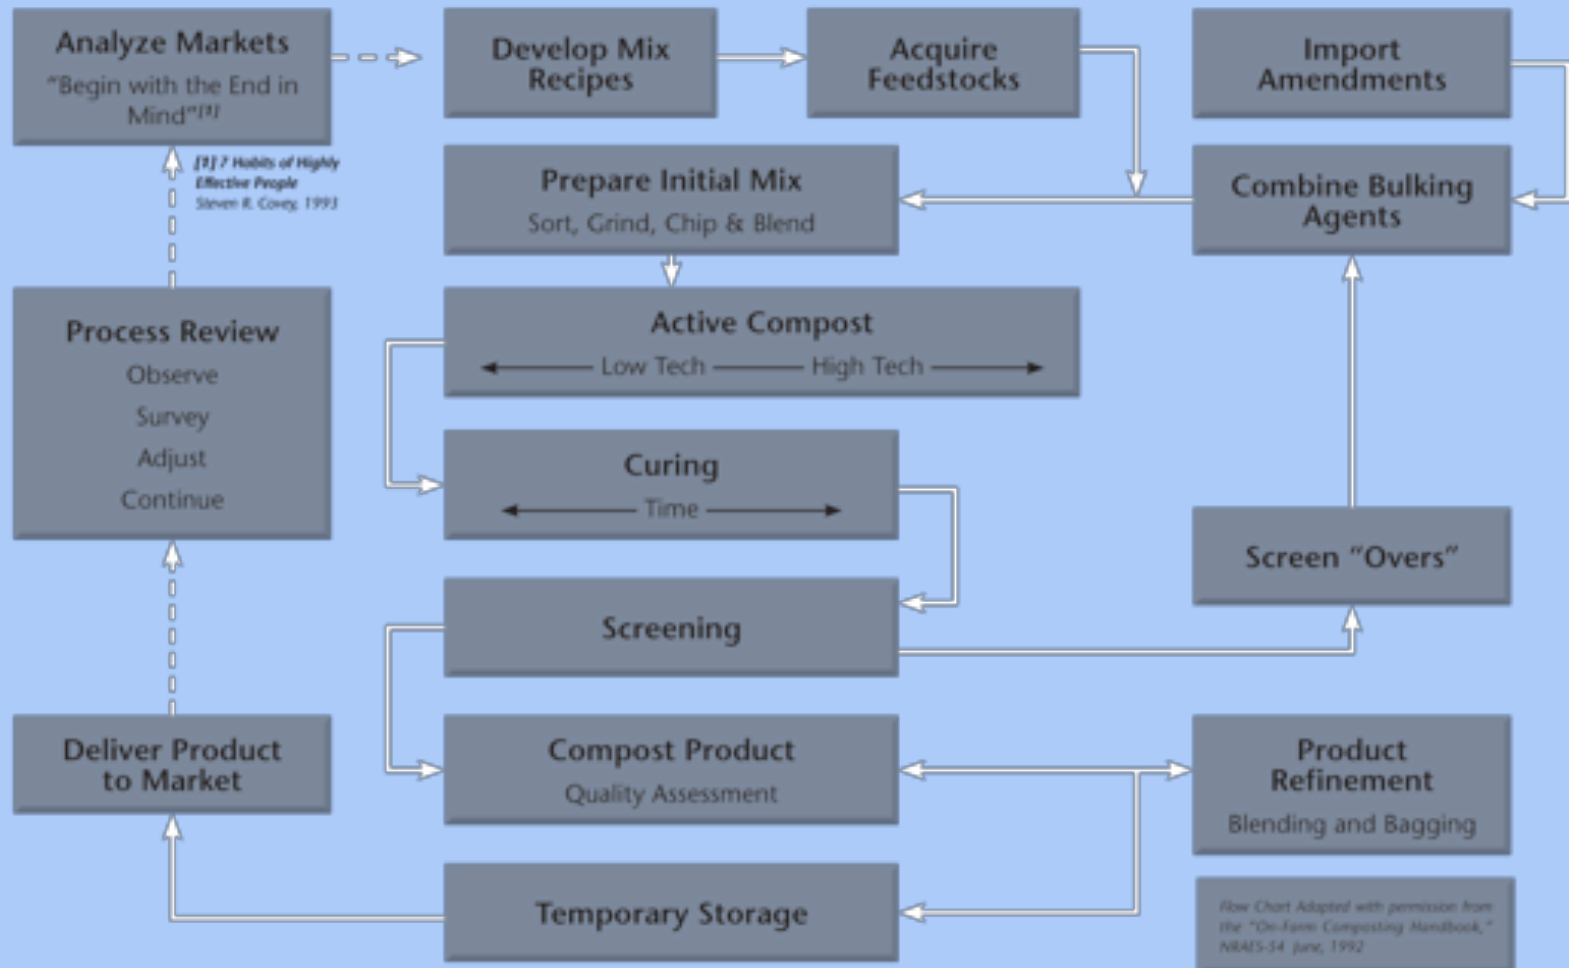 Analyze Markets
"Begin with the End in
Mind"[1]
[1] 7 Habits of Highly
Effective People
Steven R. Covey, 1993
Develop Mix
Recipes
Acquire
Feedstocks
Import
Amendments
Prepare Initial Mix
Sort, Grind, Chip & Blend
Combine Bulking
Agents
Process Review
Observe
Survey
Adjust
Continue
Active Compost
Low Tech
High Tech
Curing
Time
Screening
Screen "Overs"
Deliver Product
to Market
Compost Product
Quality Assessment
Product
Refinement
Blending and Bagging
Temporary Storage
Flow Chart Adapted with permission from
the "On-Farm Composting Handbook,"
NRAES-54 June, 1992